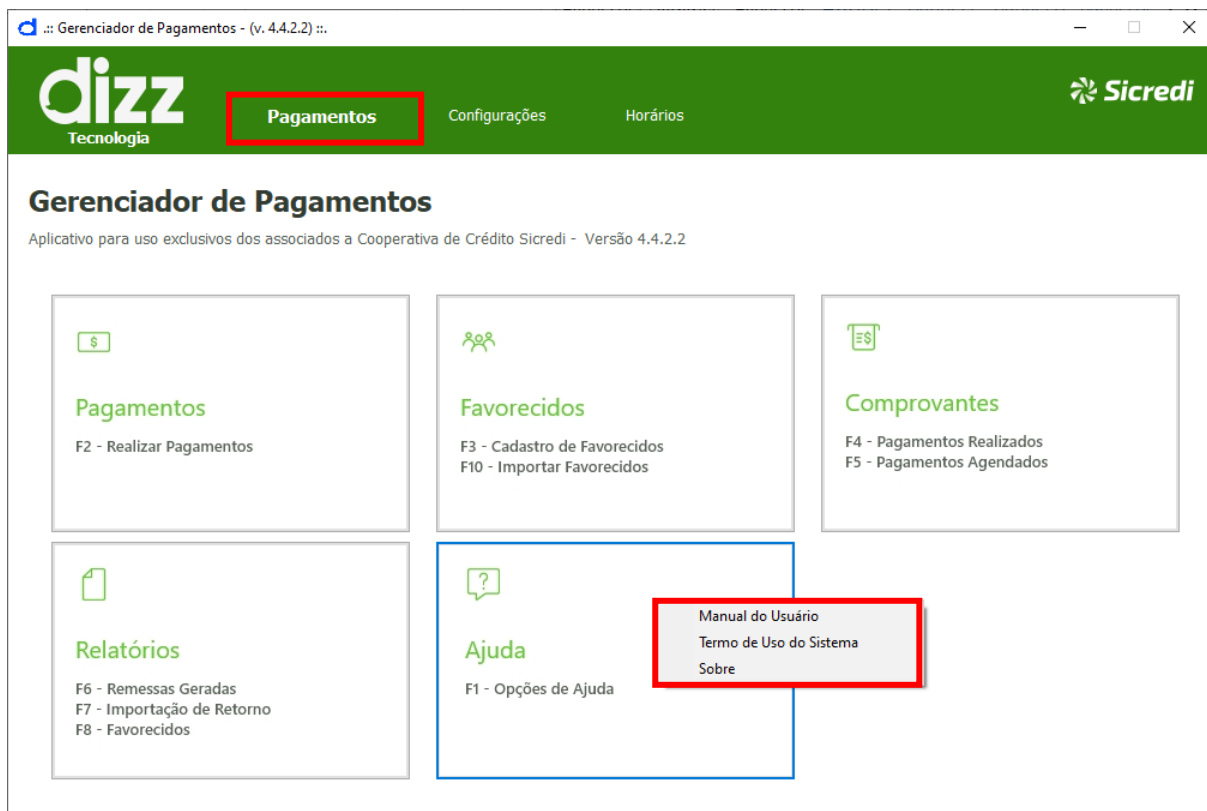 .:: Gerenciador de Pagamentos - (v. 4.4.2.2) ::.
dizz
Tecnologia
Pagamentos
Configurações
Horários
Sicredi
Gerenciador de Pagamentos
Aplicativo para uso exclusivos dos associados a Cooperativa de Crédito Sicredi - Versão 4.4.2.2
Pagamentos
F2 - Realizar Pagamentos
Favorecidos
F3 - Cadastro de Favorecidos
F10 - Importar Favorecidos
Comprovantes
F4 - Pagamentos Realizados
F5 - Pagamentos Agendados
Relatórios
F6 - Remessas Geradas
F7 - Importação de Retorno
F8 - Favorecidos
Ajuda
F1 - Opções de Ajuda
Manual do Usuário
Termo de Uso do Sistema
Sobre